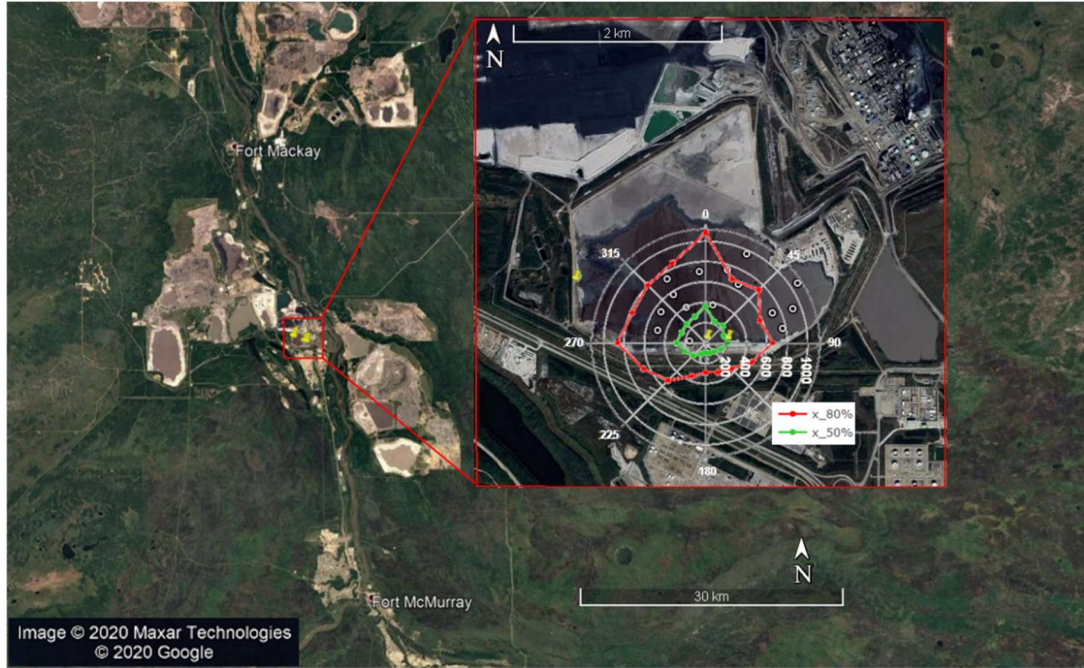 2 km
N
Fort Mackay
0
315
45
270
90
200
400
600
800
1000
x_80%
x_50%
225
180
N
30 km
Fort McMurray
Image © 2020 Maxar Technologies
© 2020 Google